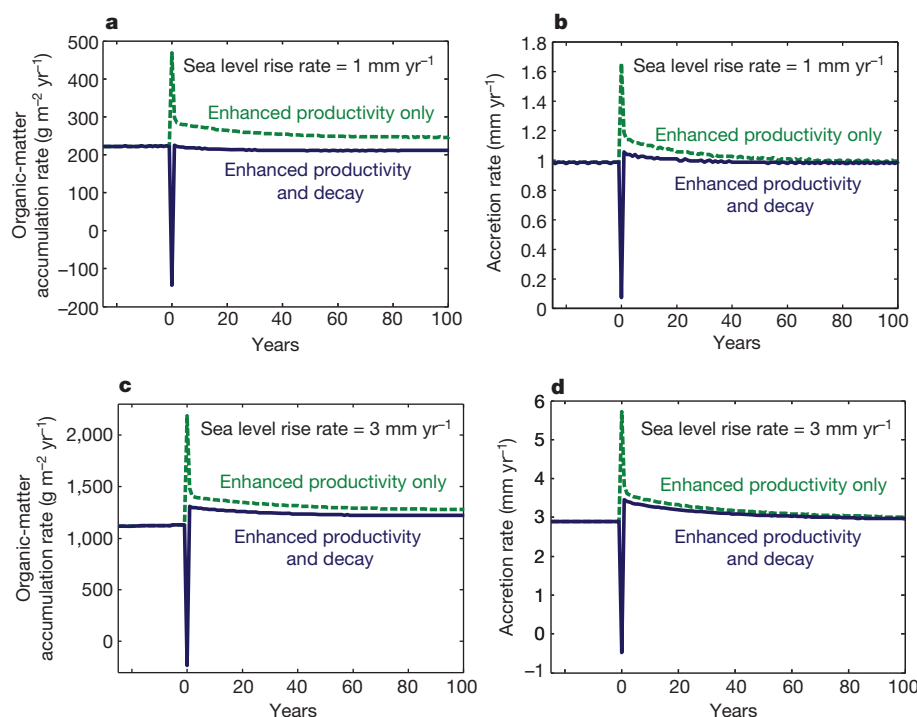 a
Organic-matter
accumulation rate (g m⁻² yr⁻¹)
500
400
300
200
100
0
−100
−200
Sea level rise rate = 1 mm yr⁻¹
Enhanced productivity only
Enhanced productivity
and decay
0 20 40 60 80 100
Years
b
Accretion rate (mm yr⁻¹)
1.8
1.6
1.4
1.2
1
0.8
0.6
0.4
0.2
0
Sea level rise rate = 1 mm yr⁻¹
Enhanced productivity only
Enhanced productivity
and decay
0 20 40 60 80 100
Years
c
Organic-matter
accumulation rate (g m⁻² yr⁻¹)
2,000
1,500
1,000
500
0
Sea level rise rate = 3 mm yr⁻¹
Enhanced productivity only
Enhanced productivity
and decay
0 20 40 60 80 100
Years
d
Accretion rate (mm yr⁻¹)
6
5
4
3
2
1
0
−1
Sea level rise rate = 3 mm yr⁻¹
Enhanced productivity only
Enhanced productivity
and decay
0 20 40 60 80 100
Years